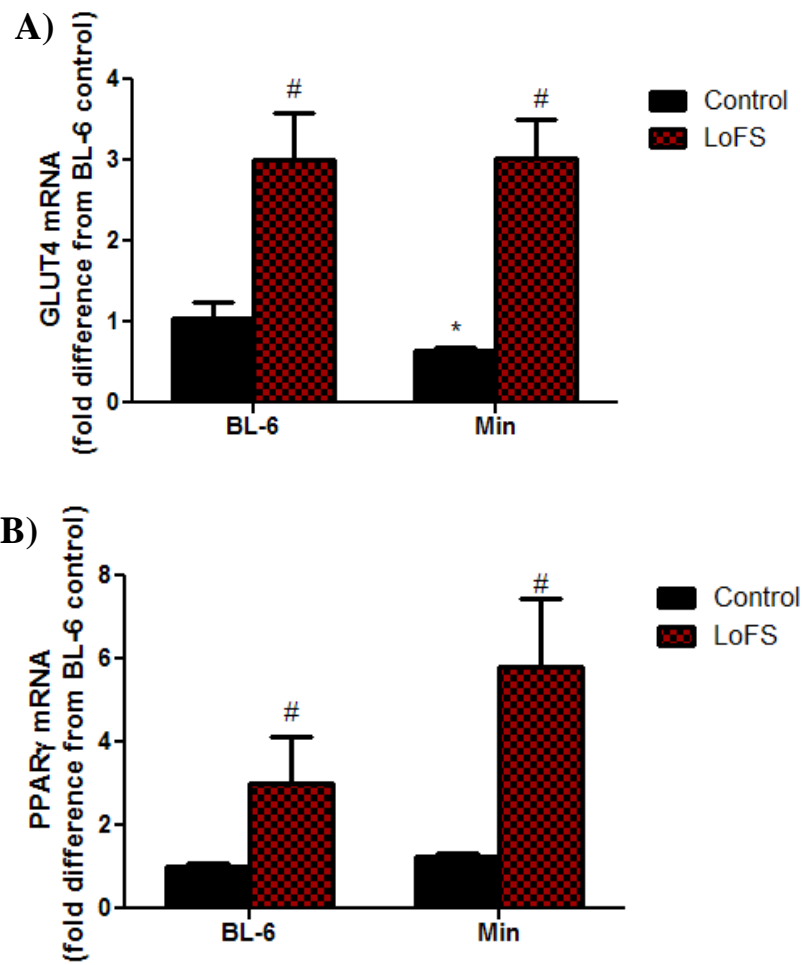 A)
GLUT4 mRNA
(fold difference from BL-6 control)
4
3
2
1
0
#
*
#
BL-6
Min
Control
LoFS
B)
PPARγ mRNA
(fold difference from BL-6 control)
8
6
4
2
0
#
#
BL-6
Min
Control
LoFS